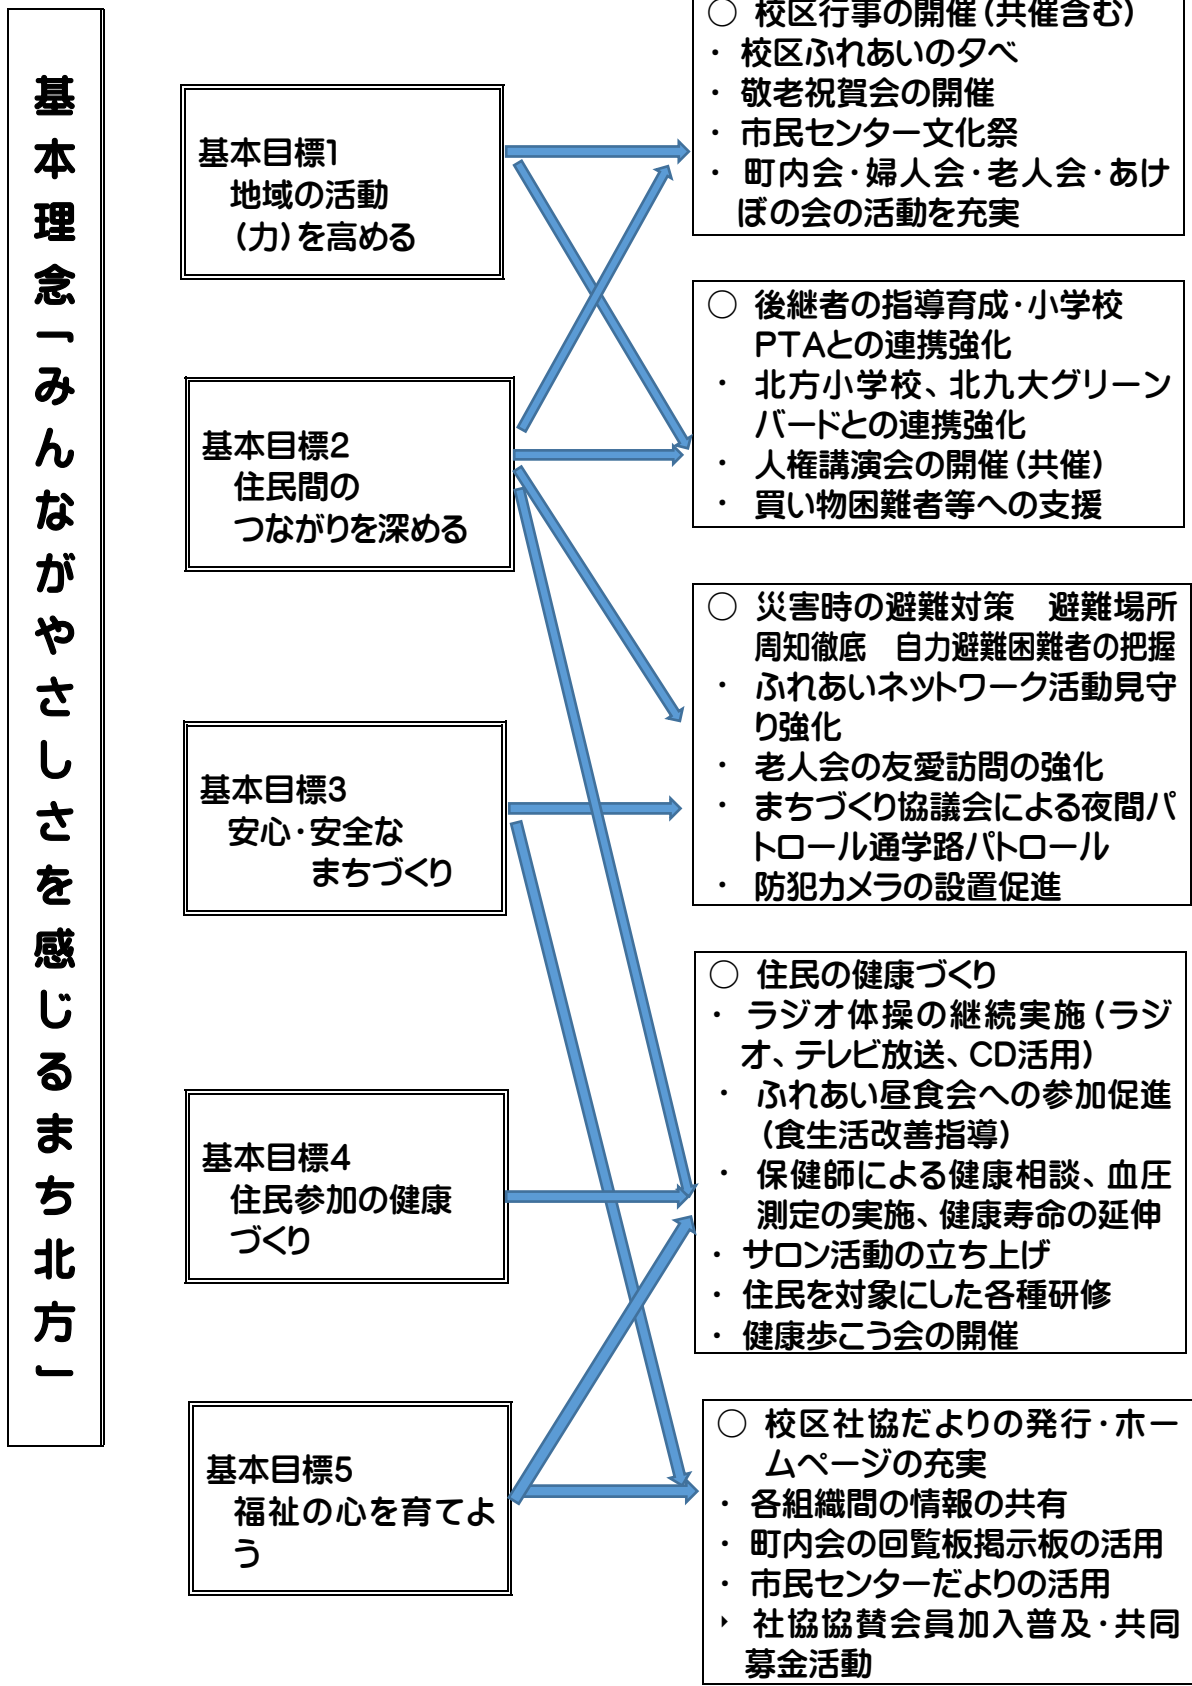 基本理念「みんながやさしさを感じるまち北方」
基本目標1
地域の活動
（力）を高める
基本目標2
住民間の
つながりを深める
基本目標3
安心・安全な
まちづくり
基本目標4
住民参加の健康
づくり
基本目標5
福祉の心を育てよ
う
○ 校区行事の開催（共催含む）
・ 校区ふれあいの夕べ
・ 敬老祝賀会の開催
・ 市民センター文化祭
・ 町内会・婦人会・老人会・あけ
ぼの会の活動を充実
○ 後継者の指導育成・小学校
PTAとの連携強化
・ 北方小学校、北九大グリーン
バードとの連携強化
・ 人権講演会の開催（共催）
・ 買い物困難者等への支援
○ 災害時の避難対策　避難場所
周知徹底　自力避難困難者の把握
・ ふれあいネットワーク活動見守
り強化
・ 老人会の友愛訪問の強化
・ まちづくり協議会による夜間パ
トロール通学路パトロール
・ 防犯カメラの設置促進
○ 住民の健康づくり
・ ラジオ体操の継続実施（ラジ
オ、テレビ放送、CD活用）
・ ふれあい昼食会への参加促進
（食生活改善指導）
・ 保健師による健康相談、血圧
測定の実施、健康寿命の延伸
・ サロン活動の立ち上げ
・ 住民を対象にした各種研修
・ 健康歩こう会の開催
○ 校区社協だよりの発行・ホー
ムページの充実
・ 各組織間の情報の共有
・ 町内会の回覧板掲示板の活用
・ 市民センターだよりの活用
‣ 社協協賛会員加入普及・共同
募金活動